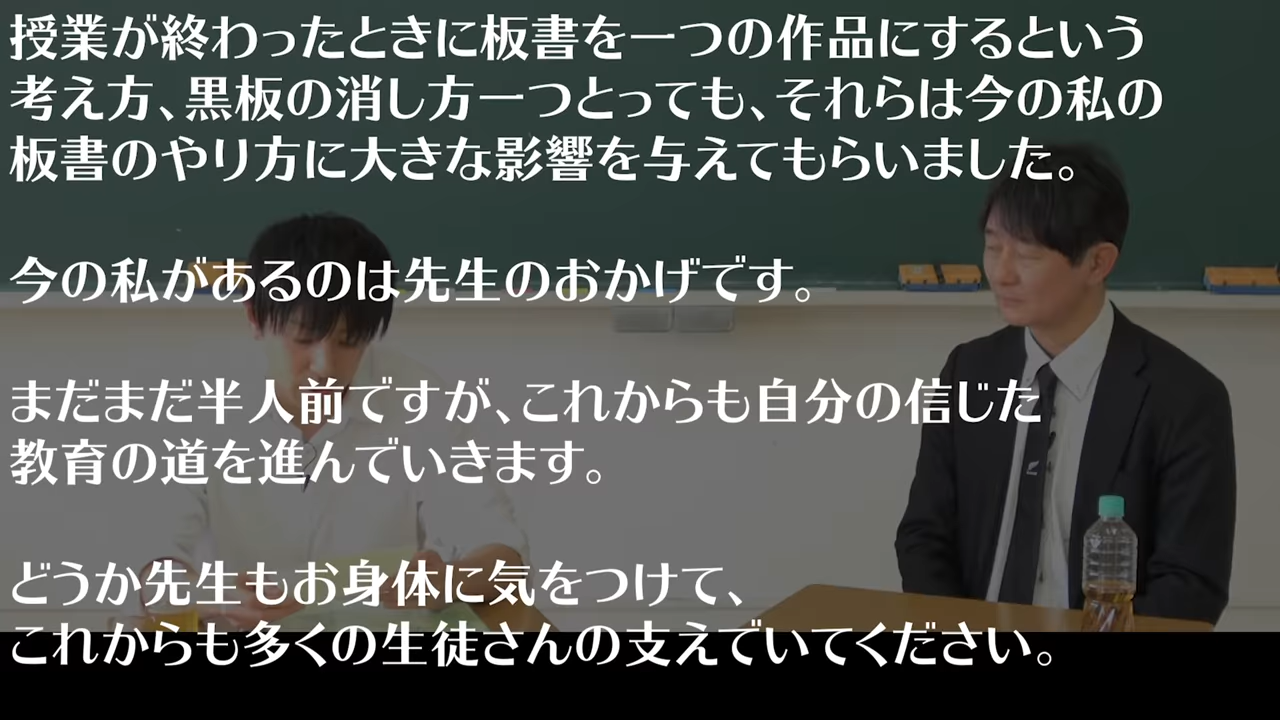 授業が終わったときに板書を一つの作品にするという
考え方、黒板の消し方一つとっても、それらは今の私の
板書のやり方に大きな影響を与えてもらいました。
今の私があるのは先生のおかげです。
まだまだ半人前ですが、これからも自分の信じた
教育の道を進んでいきます。
どうか先生もお身体に気をつけて、
これからも多くの生徒さんの支えでいてください。